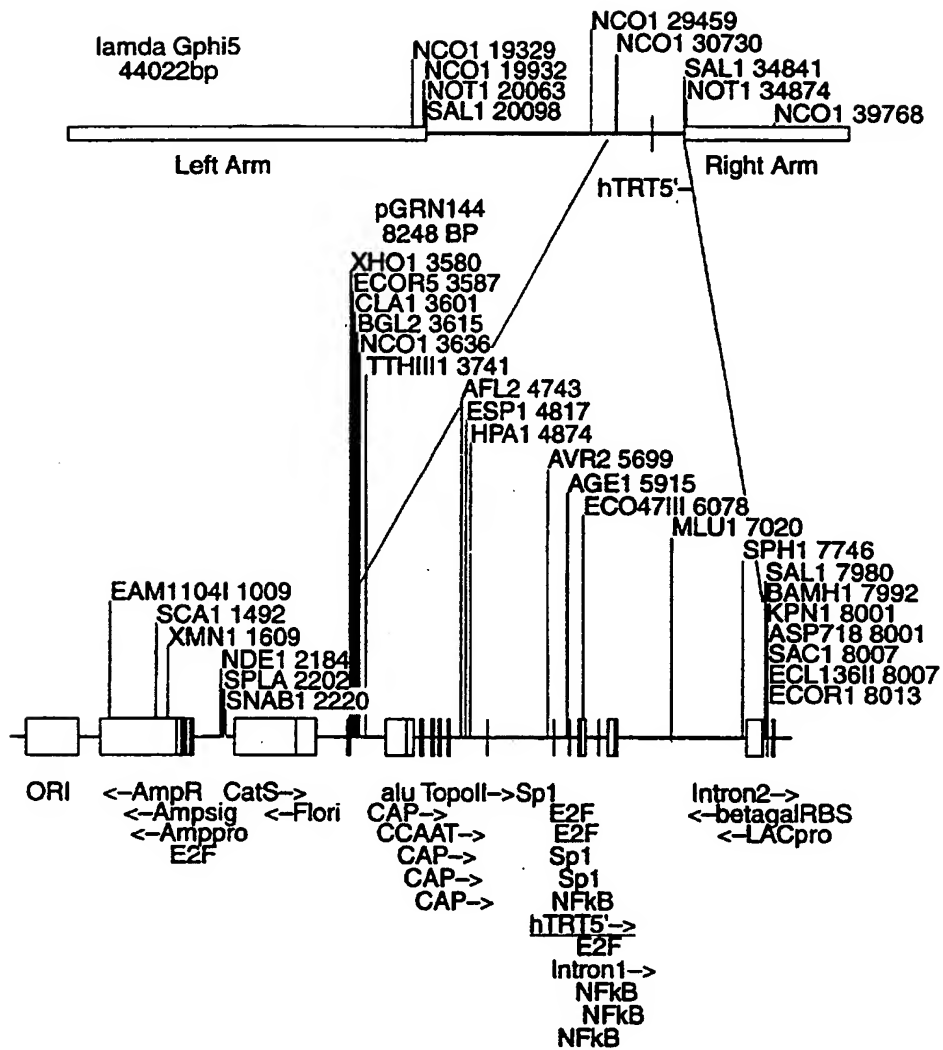 lamda Gphi5
44022bp
NCO1 19329
NCO1 19932
NOT1 20063
SAL1 20098
NCO1 29459
NCO1 30730
SAL1 34841
NOT1 34874
NCO1 39768
Left Arm
Right Arm
hTRT5'
pGRN144
8248 BP
XHO1 3580
ECOR5 3587
CLA1 3601
BGL2 3615
NCO1 3636
TTHIII1 3741
AFL2 4743
ESP1 4817
HPA1 4874
AVR2 5699
AGE1 5915
ECO47III 6078
MLU1 7020
SPH1 7746
SAL1 7980
BAMH1 7992
KPN1 8001
ASP718 8001
SAC1 8007
ECL136II 8007
ECOR1 8013
EAM1104I 1009
SCA1 1492
XMN1 1609
NDE1 2184
SPLA 2202
SNAB1 2220
ORI
<-AmpR
<-Ampsig
<-Amppro
E2F
CatS->
<-Flori
alu TopoII->Sp1
CAP->
CCAAT->
CAP->
CAP->
CAP->
E2F
E2F
Sp1
Sp1
NFkB
hTRT5'->
E2F
Intron1->
NFkB
NFkB
NFkB
Intron2->
<-betagalRBS
<-LACpro